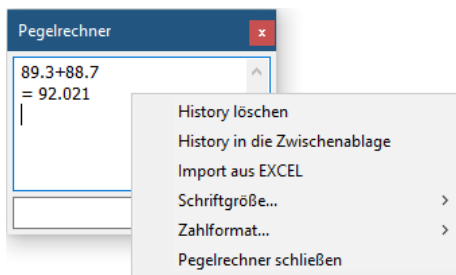 Pegelrechner
89.3+88.7
= 92.021
History löschen
History in die Zwischenablage
Import aus EXCEL
Schriftgröße...
Zahlformat...
Pegelrechner schließen